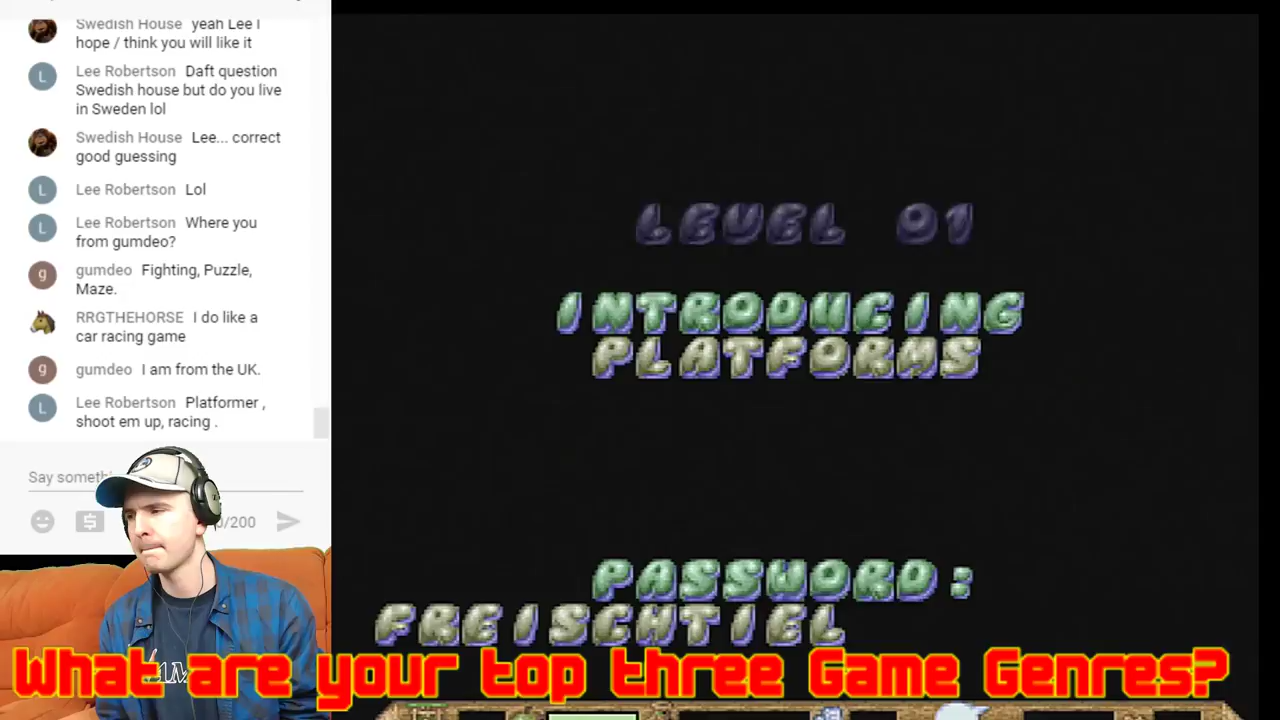 Swedish House yeah Lee I
hope / think you will like it
L
Lee Robertson Daft question
Swedish house but do you live
in Sweden lol
Swedish House Lee... correct
good guessing
L
Lee Robertson Lol
L
Lee Robertson Where you
from gumdeo?
g
gumdeo Fighting, Puzzle,
Maze.
RRGTHEHORSE I do like a
car racing game
g
gumdeo I am from the UK.
L
Lee Robertson Platformer ,
shoot em up, racing .
Say someth
0/200
LEVEL 01
INTRODUCING
PLATFORMS
PASSWORD:
FREISCHTIEL
What are your top three Game Genres?